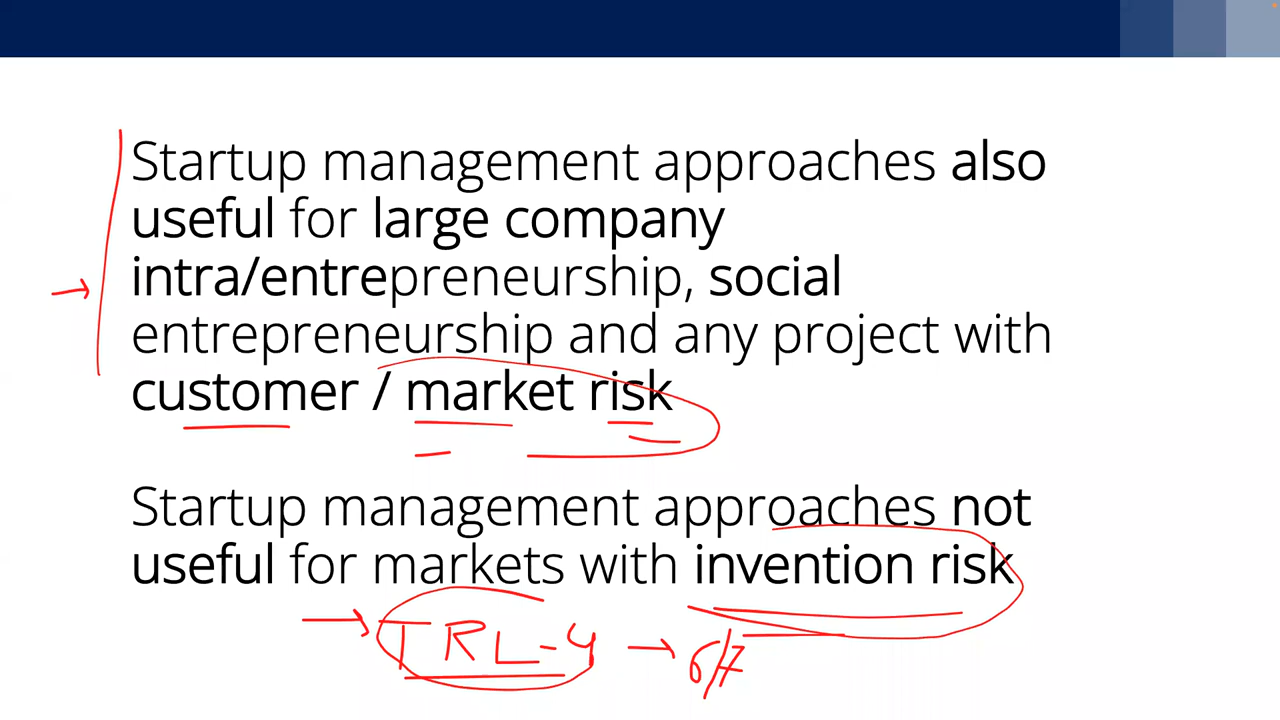 Startup management approaches also
useful for large company
intra/entrepreneurship, social
entrepreneurship and any project with
customer / market risk
Startup management approaches not
useful for markets with invention risk
→ TRL-4 → 6/7